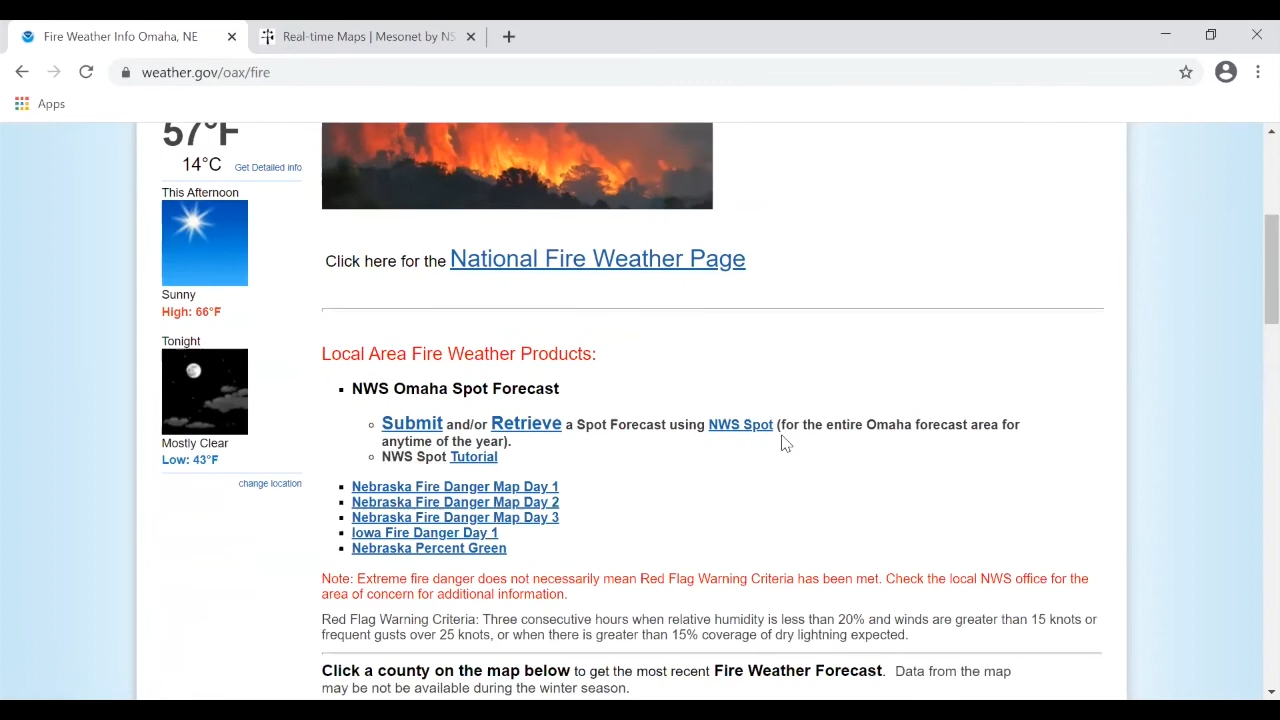 Fire Weather Info Omaha, NE
Real-time Maps | Mesonet by NS
weather.gov/oax/fire
Apps
57°F
14°C Get Detailed info
This Afternoon
Sunny
High: 66°F
Tonight
Mostly Clear
Low: 43°F
change location
Click here for the National Fire Weather Page
Local Area Fire Weather Products:
NWS Omaha Spot Forecast
Submit and/or Retrieve a Spot Forecast using NWS Spot (for the entire Omaha forecast area for
anytime of the year).
NWS Spot Tutorial
Nebraska Fire Danger Map Day 1
Nebraska Fire Danger Map Day 2
Nebraska Fire Danger Map Day 3
Iowa Fire Danger Day 1
Nebraska Percent Green
Note: Extreme fire danger does not necessarily mean Red Flag Warning Criteria has been met. Check the local NWS office for the
area of concern for additional information.
Red Flag Warning Criteria: Three consecutive hours when relative humidity is less than 20% and winds are greater than 15 knots or
frequent gusts over 25 knots, or when there is greater than 15% coverage of dry lightning expected.
Click a county on the map below to get the most recent Fire Weather Forecast. Data from the map
may be not be available during the winter season.